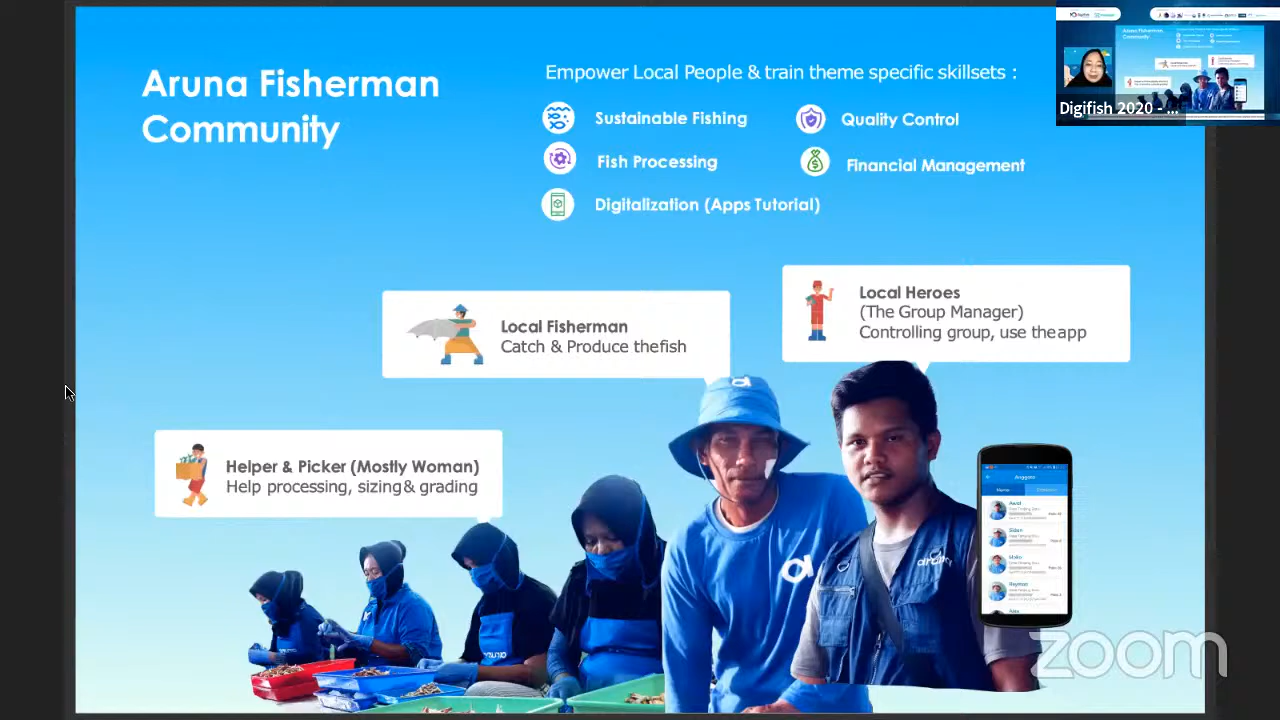 Aruna Fisherman
Community
Empower Local People & train theme specific skillsets :
Sustainable Fishing
Quality Control
Fish Processing
Financial Management
Digitalization (Apps Tutorial)
Digifish 2020 - ...
Local Heroes
(The Group Manager)
Controlling group, use theapp
Local Fisherman
Catch & Produce thefish
Helper & Picker (Mostly Woman)
Help processing, sizing& grading
Anggota
aruna
zoom